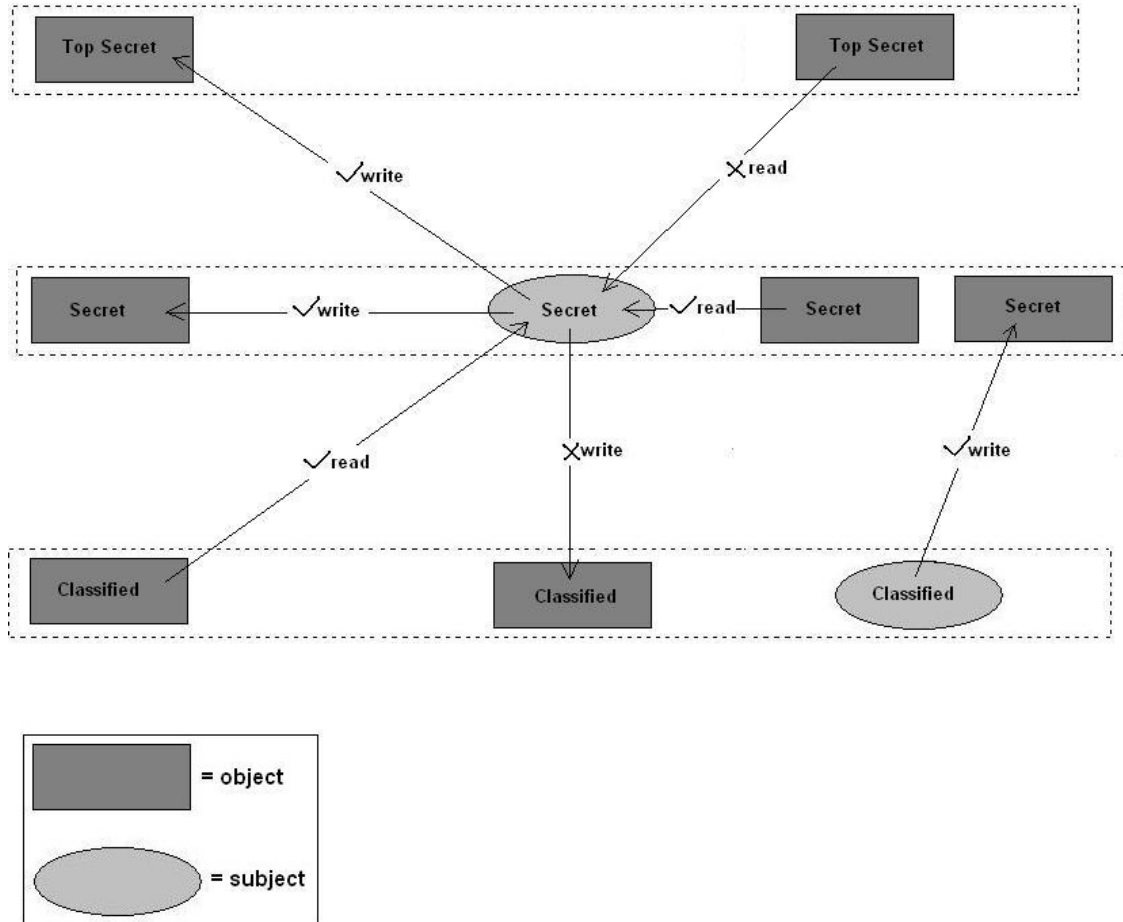 Top Secret
Top Secret
write
read
Secret
write
Secret
read
Secret
Secret
read
write
write
Classified
Classified
Classified
= object
= subject